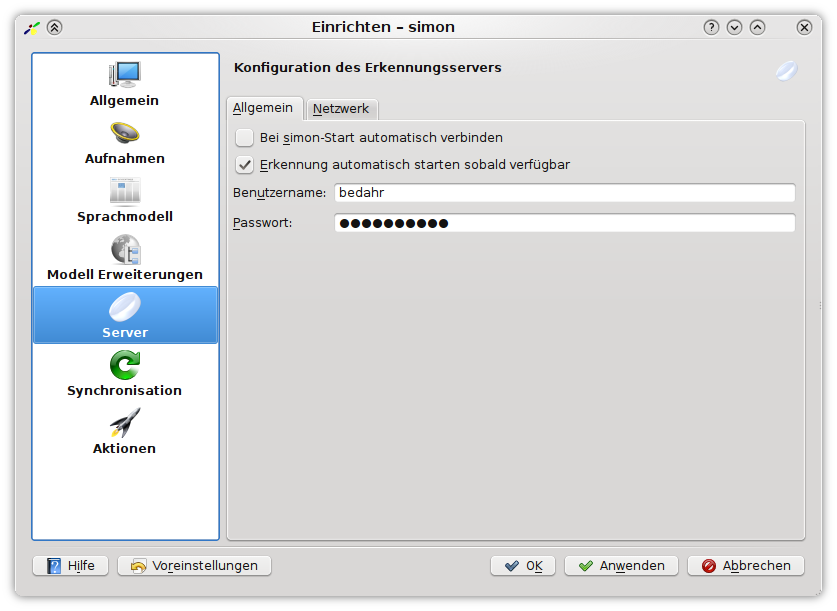 Einrichten – simon
Allgemein
Aufnahmen
Sprachmodell
Modell Erweiterungen
Server
Synchronisation
Aktionen
Konfiguration des Erkennungsservers
Allgemein
Netzwerk
Bei simon-Start automatisch verbinden
Erkennung automatisch starten sobald verfügbar
Benutzername: bedahr
Passwort: ●●●●●●●●●●
Hilfe
Voreinstellungen
OK
Anwenden
Abbrechen